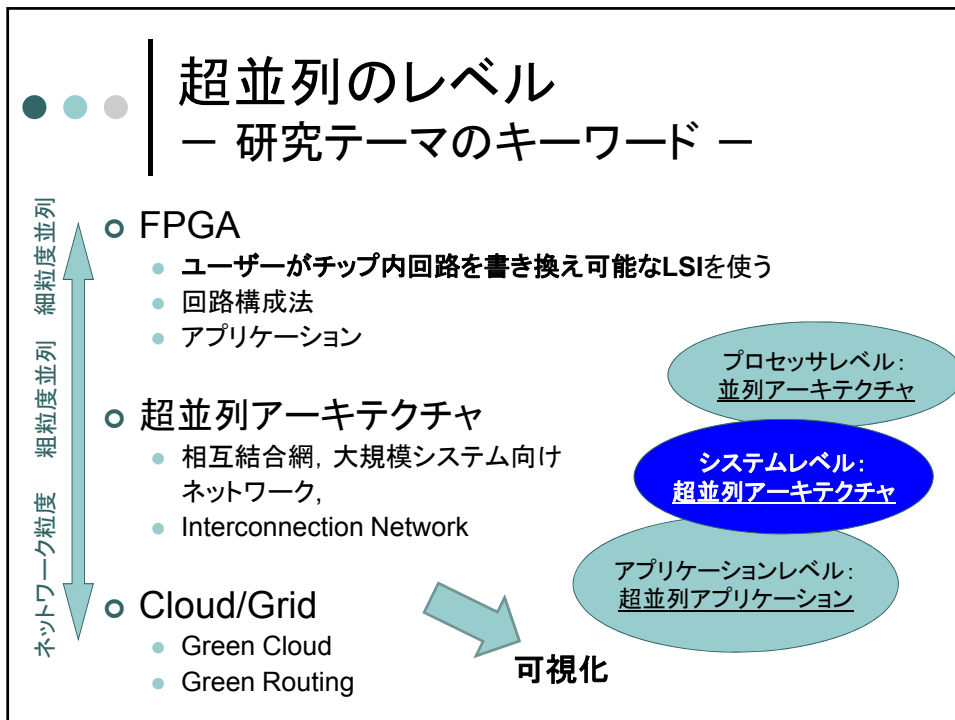 超並列のレベル
－ 研究テーマのキーワード －
細粒度並列
粗粒度並列
ネットワーク粒度
FPGA
ユーザーがチップ内回路を書き換え可能なLSIを使う
回路構成法
アプリケーション
超並列アーキテクチャ
相互結合網，大規模システム向け
ネットワーク，
Interconnection Network
Cloud/Grid
Green Cloud
Green Routing
プロセッサレベル：
並列アーキテクチャ
システムレベル：
超並列アーキテクチャ
アプリケーションレベル：
超並列アプリケーション
可視化